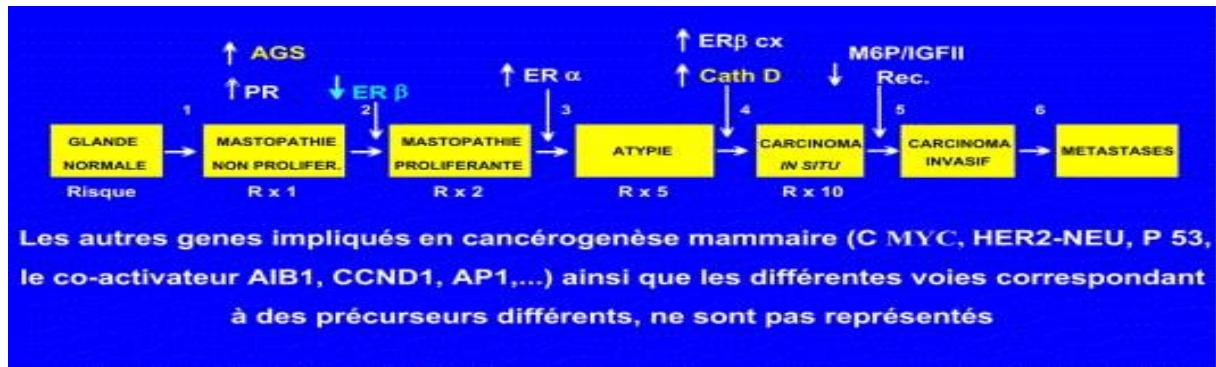 ↑ AGS
↑ PR
↓ ER β
↑ ER α
↑ ERβ cx
↑ Cath D
↓ M6P/IGFII
Rec.
1
2
3
4
5
6
GLANDE
NORMALE
MASTOPATHIE
NON PROLIFER.
MASTOPATHIE
PROLIFERANTE
ATYPIE
CARCINOMA
IN SITU
CARCINOMA
INVASIF
METASTASES
Risque
R x 1
R x 2
R x 5
R x 10
Les autres genes impliqués en cancérogenèse mammaire (C MYC, HER2-NEU, P 53,
le co-activateur AIB1, CCND1, AP1,...) ainsi que les différentes voies correspondant
à des précurseurs différents, ne sont pas représentés